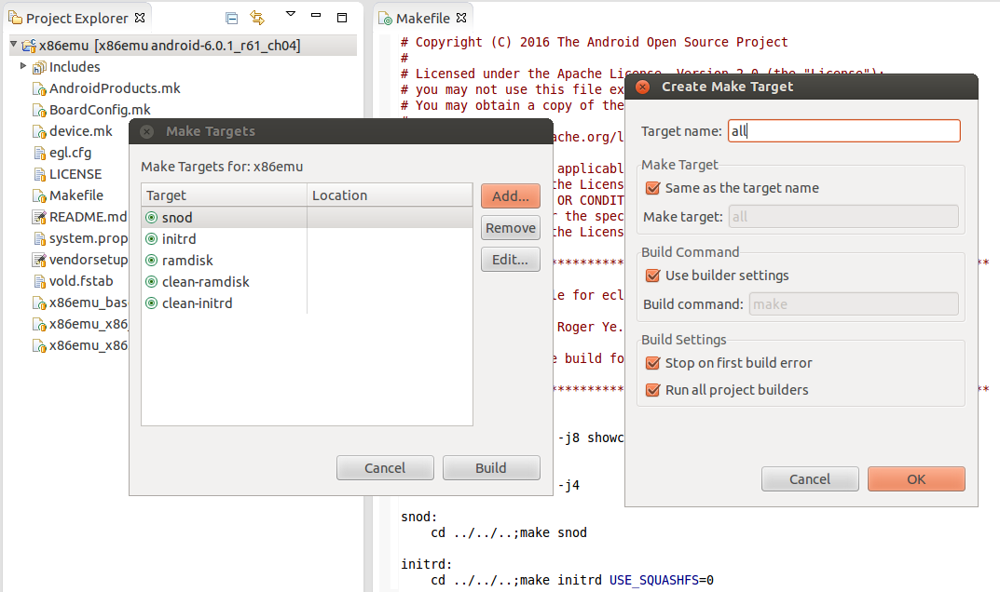 Project Explorer
x86emu [x86emu android-6.0.1_r61_ch04]
Includes
AndroidProducts.mk
BoardConfig.mk
device.mk
egl.cfg
LICENSE
Makefile
README.md
system.prop
vendorsetup
vold.fstab
x86emu_bas
x86emu_x86
x86emu_x86
Make Targets
Make Targets for: x86emu
Target Location
snod
initrd
ramdisk
clean-ramdisk
clean-initrd
Add...
Remove
Edit...
Cancel Build
Makefile
# Copyright (C) 2016 The Android Open Source Project
#
# Licensed under the Apache License, Version 2.0 (the "License");
# you may not use this file ex
# You may obtain a copy of the
#
ache.org/l
applicabl
the Licens
OR CONDIT
r the spec
the Licens
le for ecl
Roger Ye.
e build fo
-j8 showc
-j4
snod:
cd ../../..;make snod
initrd:
cd ../../..;make initrd USE_SQUASHFS=0
Create Make Target
Target name: all
Make Target
Same as the target name
Make target: all
Build Command
Use builder settings
Build command: make
Build Settings
Stop on first build error
Run all project builders
Cancel OK